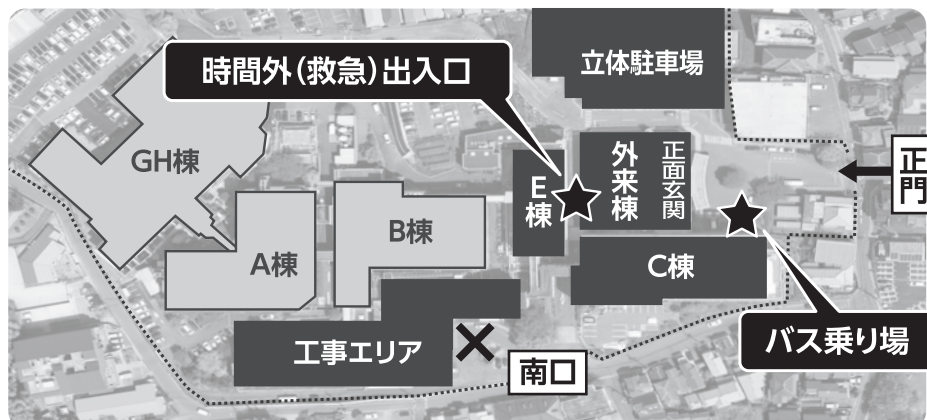 時間外（救急）出入口
立体駐車場
GH棟
E棟
外来棟
正面玄関
正門
A棟
B棟
C棟
工事エリア
南口
バス乗り場